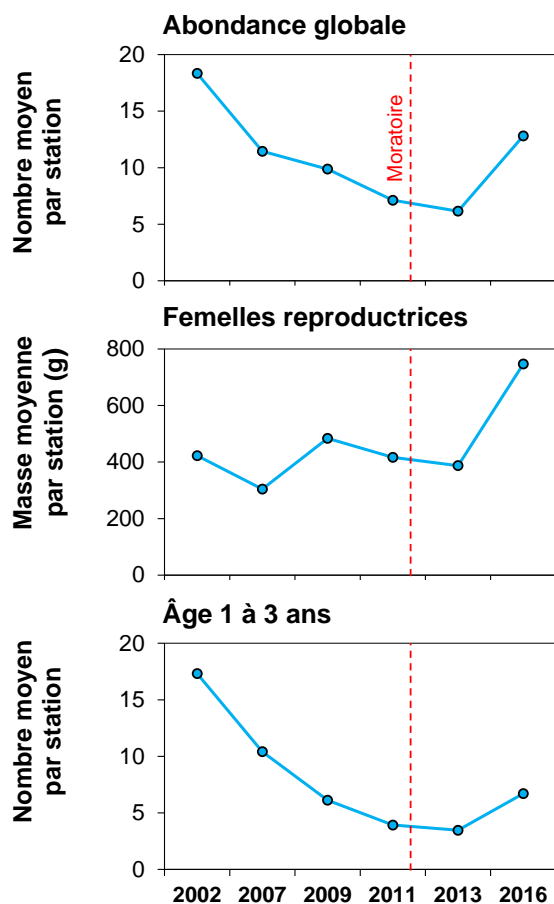 Abondance globale
Nombre moyen
par station
20
15
10
5
0
Moratoire
Femelles reproductrices
Masse moyenne
par station (g)
800
600
400
200
0
Âge 1 à 3 ans
Nombre moyen
par station
20
15
10
5
0
2002 2007 2009 2011 2013 2016